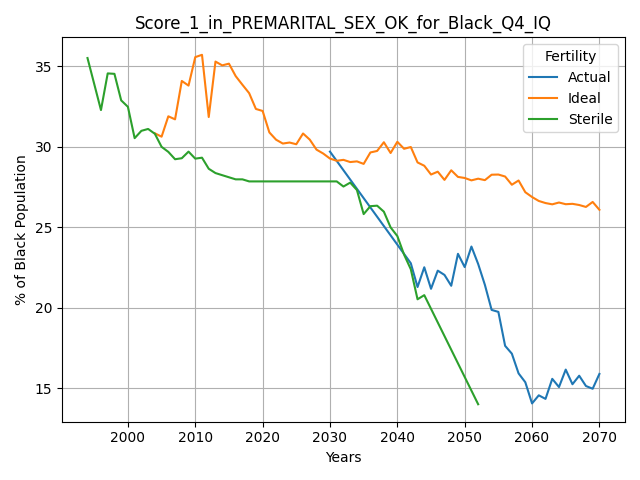 Score_1_in_PREMARITAL_SEX_OK_for_Black_Q4_IQ
Fertility
Actual
Ideal
Sterile
% of Black Population
35
30
25
20
15
2000 2010 2020 2030 2040 2050 2060 2070
Years